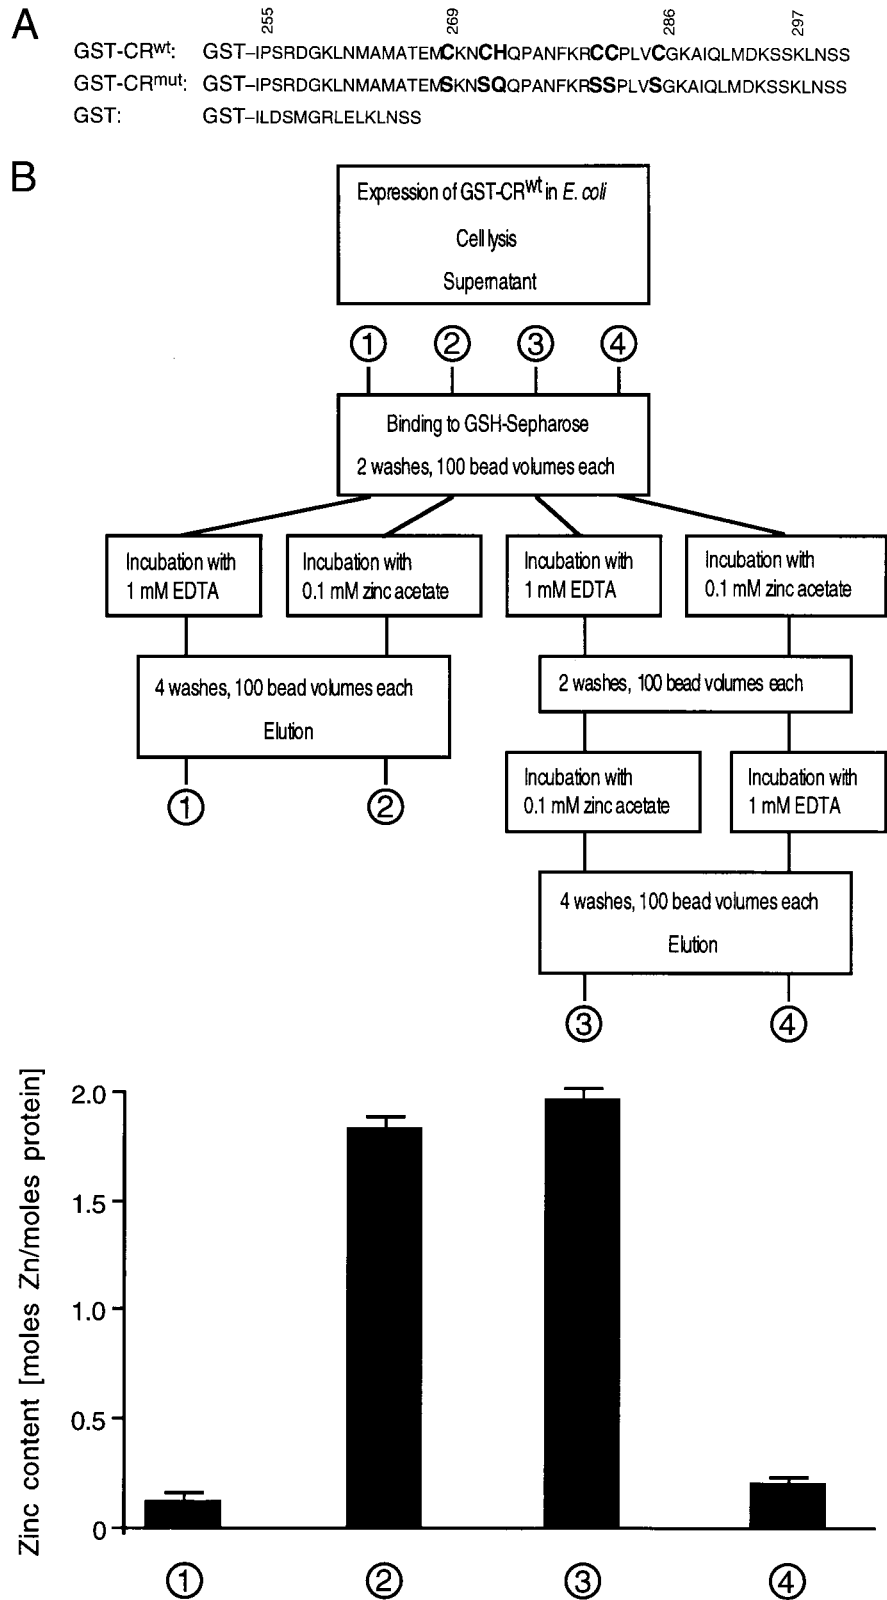 A
255 269 286 297
GST-CRwt: GST–IPSRDGKLNMAMATEMCKNCHQPANFKRCCPLVCGKAIQLMDKSSKLNSS
GST-CRmut: GST–IPSRDGKLNMAMATEMSKNSQQPANFKRSSPLVSGKAIQLMDKSSKLNSS
GST: GST–ILDSMGRLELKLNSS
B
Expression of GST-CRwt in E. coli
Cell lysis
Supernatant
1 2 3 4
Binding to GSH-Sepharose
2 washes, 100 bead volumes each
Incubation with
1 mM EDTA
Incubation with
0.1 mM zinc acetate
Incubation with
1 mM EDTA
Incubation with
0.1 mM zinc acetate
4 washes, 100 bead volumes each
Elution
1 2
2 washes, 100 bead volumes each
Incubation with
0.1 mM zinc acetate
Incubation with
1 mM EDTA
4 washes, 100 bead volumes each
Elution
3 4
Zinc content [moles Zn/moles protein]
2.0
1.5
1.0
0.5
0
1 2 3 4